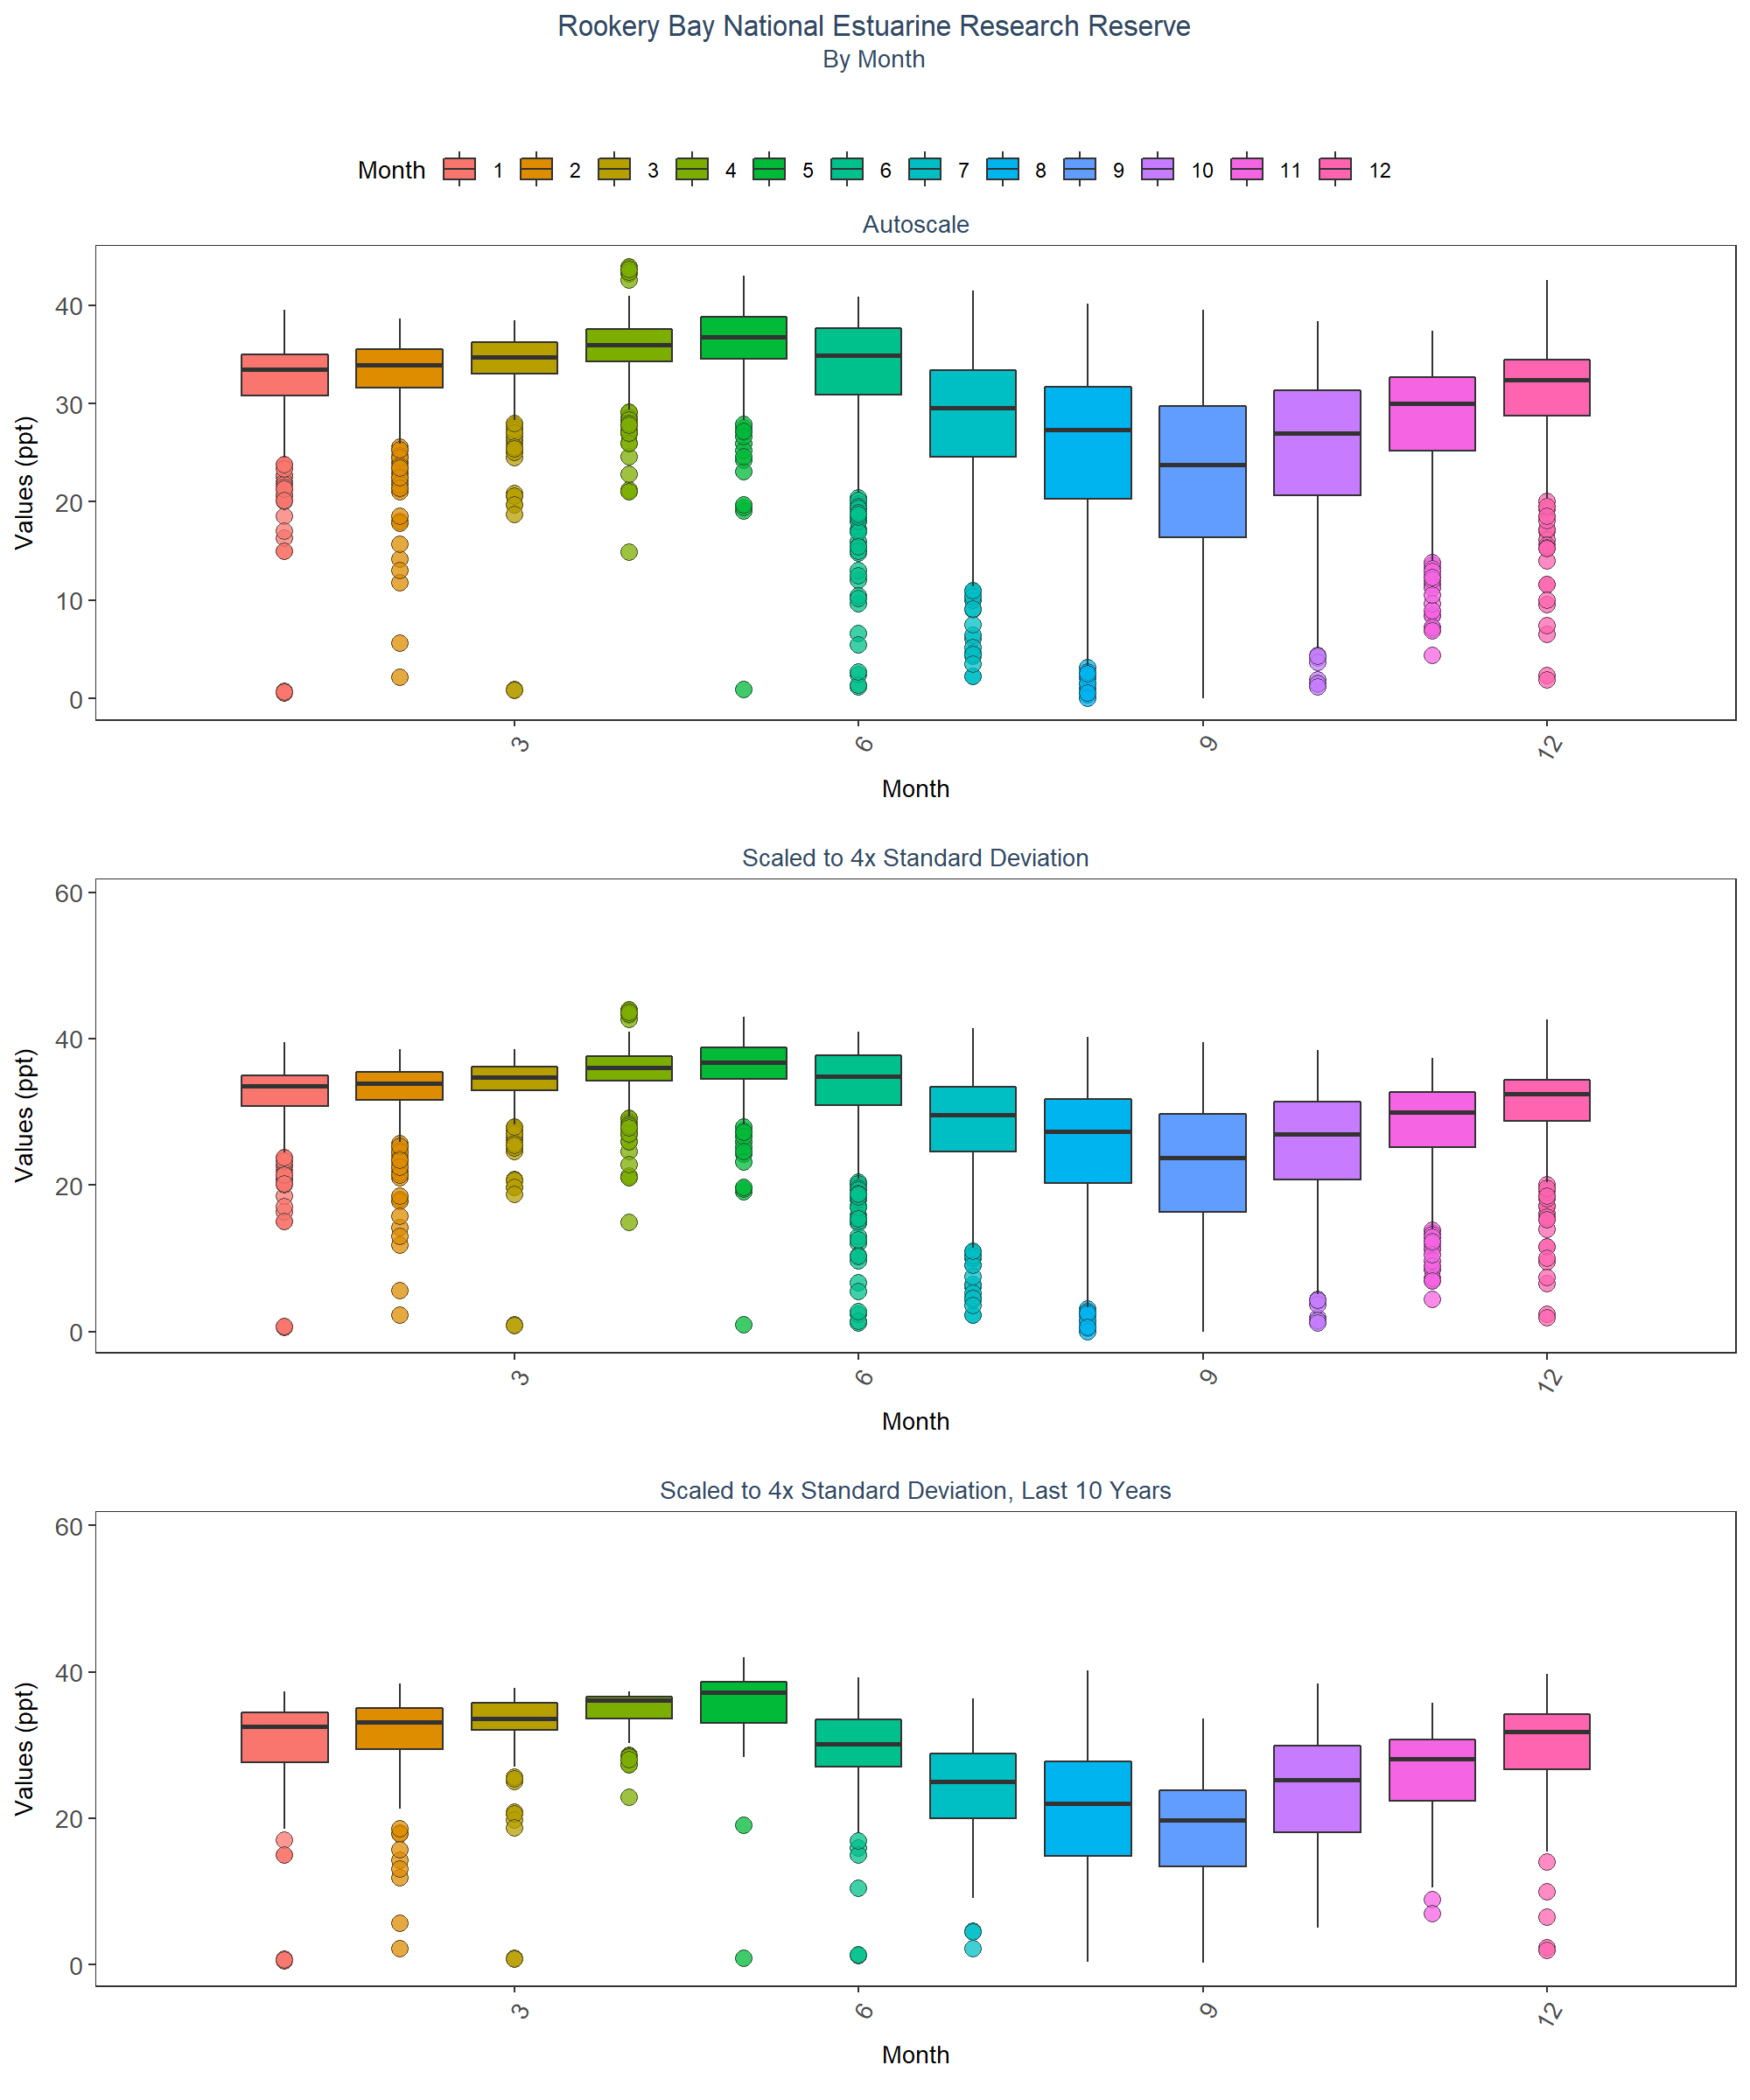 Rookery Bay National Estuarine Research Reserve
By Month
Month 1 2 3 4 5 6 7 8 9 10 11 12
Autoscale
40
30
20
10
0
Values (ppt)
3 6 9 12
Month
Scaled to 4x Standard Deviation
60
40
20
0
Values (ppt)
3 6 9 12
Month
Scaled to 4x Standard Deviation, Last 10 Years
60
40
20
0
Values (ppt)
3 6 9 12
Month